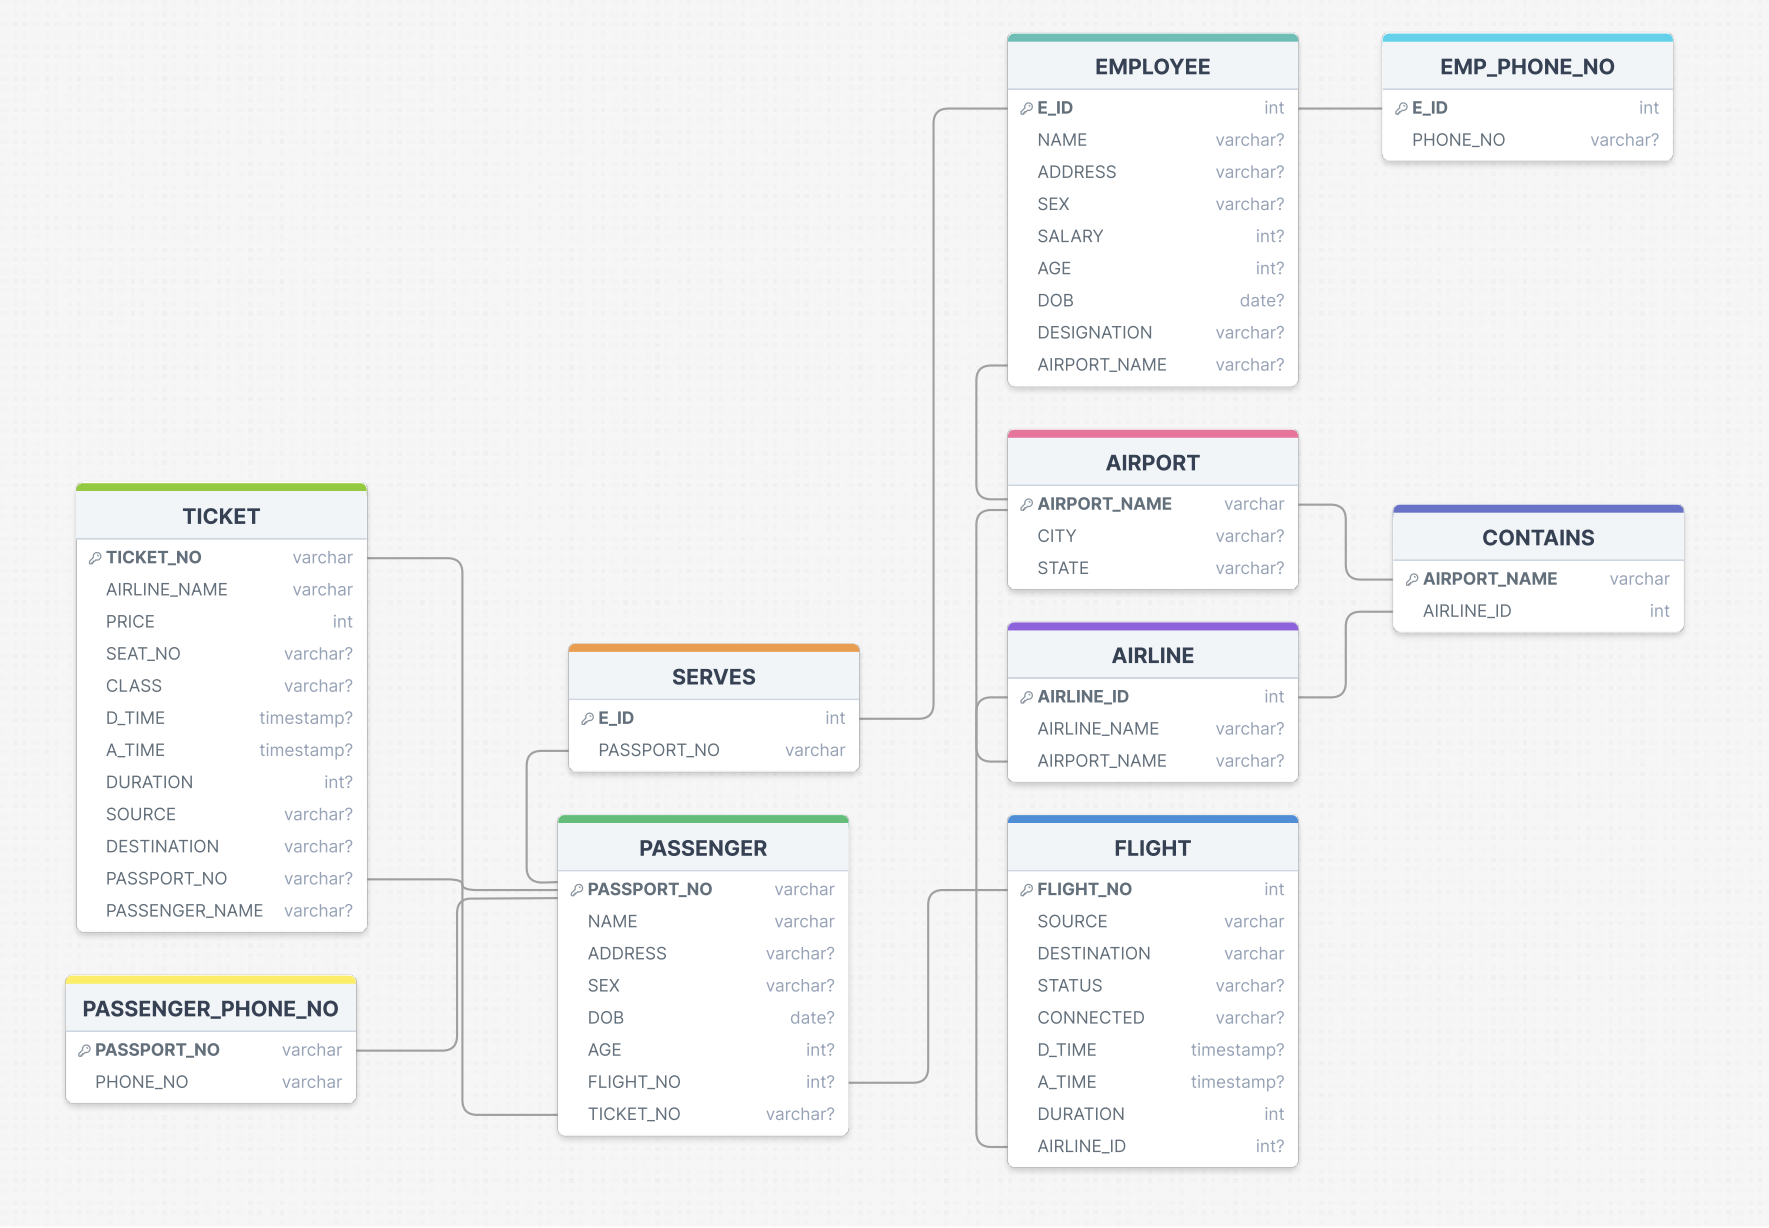 EMPLOYEE
E_ID int
NAME varchar?
ADDRESS varchar?
SEX varchar?
SALARY int?
AGE int?
DOB date?
DESIGNATION varchar?
AIRPORT_NAME varchar?
EMP_PHONE_NO
E_ID int
PHONE_NO varchar?
AIRPORT
AIRPORT_NAME varchar
CITY varchar?
STATE varchar?
CONTAINS
AIRPORT_NAME varchar
AIRLINE_ID int
TICKET
TICKET_NO varchar
AIRLINE_NAME varchar
PRICE int
SEAT_NO varchar?
CLASS varchar?
D_TIME timestamp?
A_TIME timestamp?
DURATION int?
SOURCE varchar?
DESTINATION varchar?
PASSPORT_NO varchar?
PASSENGER_NAME varchar?
SERVES
E_ID int
PASSPORT_NO varchar
AIRLINE
AIRLINE_ID int
AIRLINE_NAME varchar?
AIRPORT_NAME varchar?
PASSENGER
PASSPORT_NO varchar
NAME varchar
ADDRESS varchar?
SEX varchar?
DOB date?
AGE int?
FLIGHT_NO int?
TICKET_NO varchar?
FLIGHT
FLIGHT_NO int
SOURCE varchar
DESTINATION varchar
STATUS varchar?
CONNECTED varchar?
D_TIME timestamp?
A_TIME timestamp?
DURATION int
AIRLINE_ID int?
PASSENGER_PHONE_NO
PASSPORT_NO varchar
PHONE_NO varchar